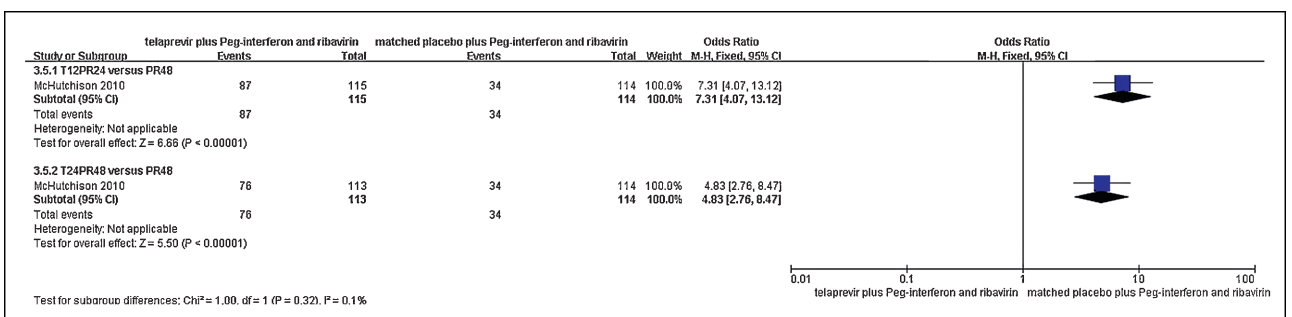 telaprevir plus Peg-interferon and ribavirin matched placebo plus Peg-interferon and ribavirin Odds Ratio Odds Ratio
Study or Subgroup Events Total Events Total Weight M-H, Fixed, 95% CI M-H, Fixed, 95% CI
3.5.1 T12PR24 versus PR48
McHutchison 2010 87 115 34 114 100.0% 7.31 [4.07, 13.12]
Subtotal (95% CI) 115 114 100.0% 7.31 [4.07, 13.12]
Total events 87 34
Heterogeneity: Not applicable
Test for overall effect: Z = 6.66 (P < 0.00001)
3.5.2 T24PR48 versus PR48
McHutchison 2010 76 113 34 114 100.0% 4.83 [2.76, 8.47]
Subtotal (95% CI) 113 114 100.0% 4.83 [2.76, 8.47]
Total events 76 34
Heterogeneity: Not applicable
Test for overall effect: Z = 5.50 (P < 0.00001)
0.01 0.1 1 10 100
telaprevir plus Peg-interferon and ribavirin matched placebo plus Peg-interferon and ribavirin
Test for subgroup differences: Chi² = 1.00, df = 1 (P = 0.32), I² = 0.1%